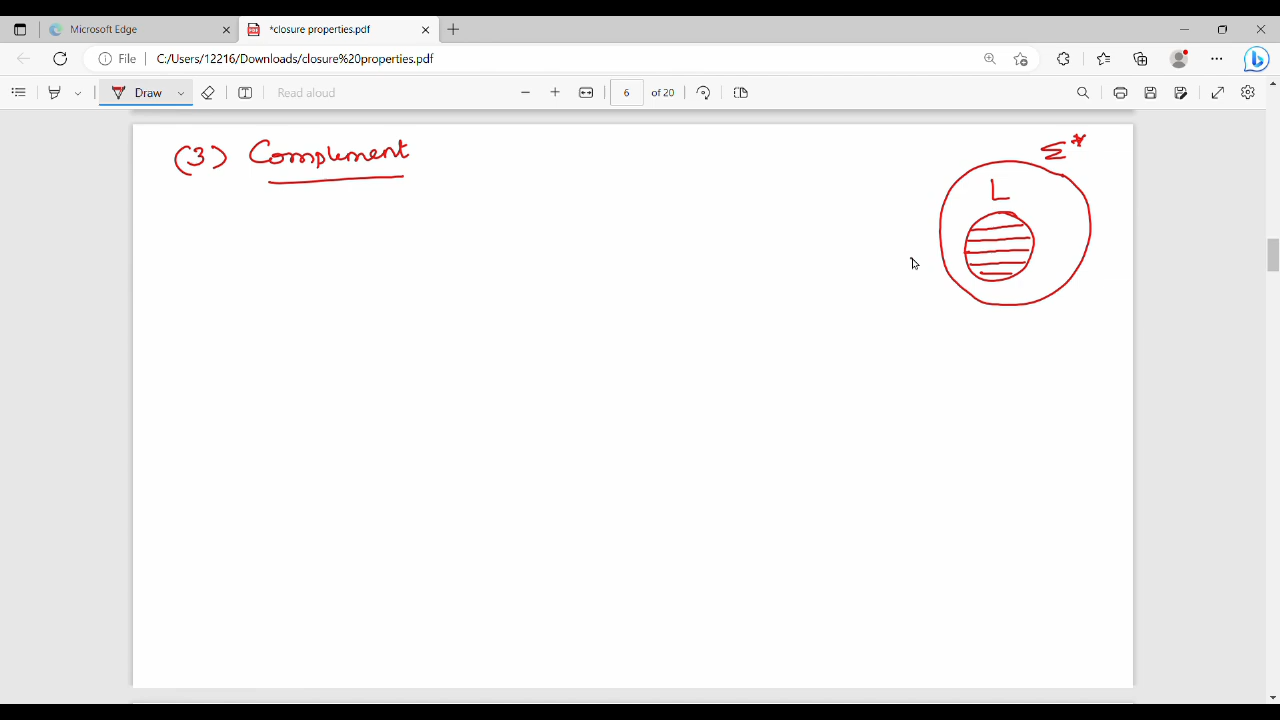 Microsoft Edge
*closure properties.pdf
File
C:/Users/12216/Downloads/closure%20properties.pdf
Draw
Read aloud
6 of 20
(3) Complement
Σ*
L